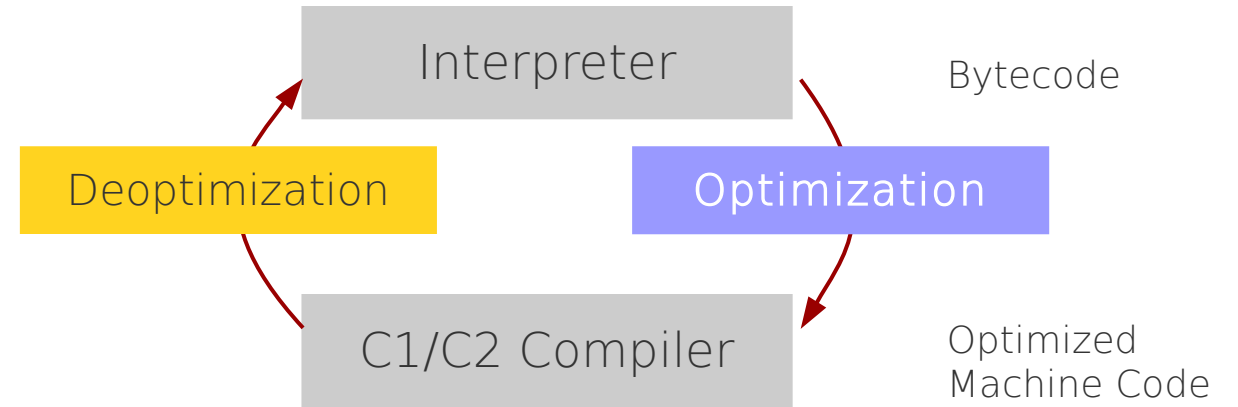 Interpreter
Bytecode
Deoptimization
Optimization
C1/C2 Compiler
Optimized
Machine Code